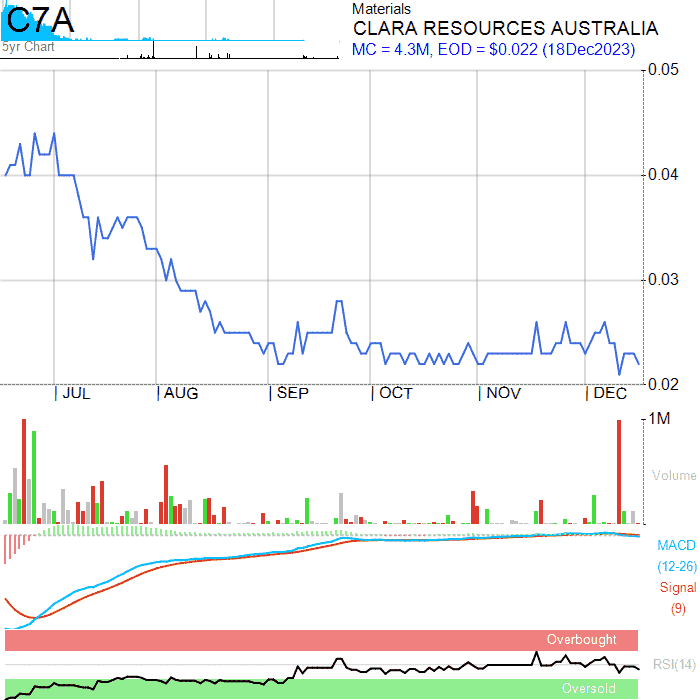 C7A
5yr Chart
Materials
CLARA RESOURCES AUSTRALIA
MC = 4.3M, EOD = $0.022 (18Dec2023)
0.05
0.04
0.03
0.02
JUL AUG SEP OCT NOV DEC
1M
Volume
MACD
(12-26)
Signal
(9)
Overbought
RSI(14)
Oversold